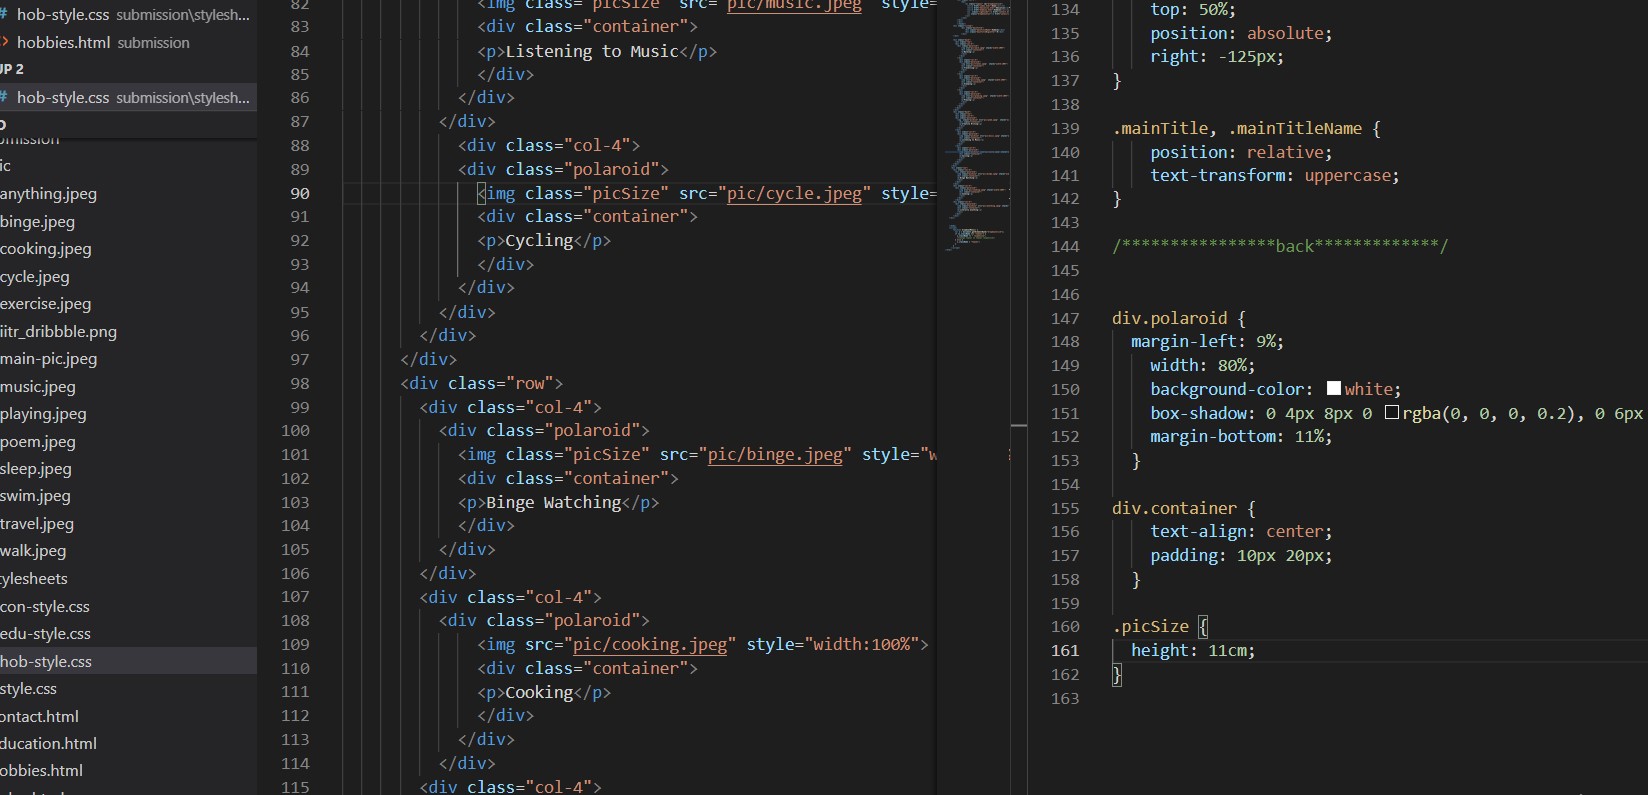 hob-style.css submission\stylesh...
hobbies.html submission
UP 2
hob-style.css submission\stylesh...
anything.jpeg
binge.jpeg
cooking.jpeg
cycle.jpeg
exercise.jpeg
iitr_dribbble.png
main-pic.jpeg
music.jpeg
playing.jpeg
poem.jpeg
sleep.jpeg
swim.jpeg
travel.jpeg
walk.jpeg
tylesheets
con-style.css
edu-style.css
hob-style.css
style.css
ontact.html
ducation.html
obbies.html
82 <img class="picSize" src="pic/music.jpeg" style=
83 <div class="container">
84 <p>Listening to Music</p>
85 </div>
86 </div>
87 </div>
88 <div class="col-4">
89 <div class="polaroid">
90 <img class="picSize" src="pic/cycle.jpeg" style=
91 <div class="container">
92 <p>Cycling</p>
93 </div>
94 </div>
95 </div>
96 </div>
97 </div>
98 <div class="row">
99 <div class="col-4">
100 <div class="polaroid">
101 <img class="picSize" src="pic/binge.jpeg" style="w
102 <div class="container">
103 <p>Binge Watching</p>
104 </div>
105 </div>
106 </div>
107 <div class="col-4">
108 <div class="polaroid">
109 <img src="pic/cooking.jpeg" style="width:100%">
110 <div class="container">
111 <p>Cooking</p>
112 </div>
113 </div>
114 </div>
115 <div class="col-4">
134 top: 50%;
135 position: absolute;
136 right: -125px;
137 }
138
139 .mainTitle, .mainTitleName {
140 position: relative;
141 text-transform: uppercase;
142 }
143
144 /****************back*************/
145
146
147 div.polaroid {
148 margin-left: 9%;
149 width: 80%;
150 background-color: white;
151 box-shadow: 0 4px 8px 0 rgba(0, 0, 0, 0.2), 0 6px
152 margin-bottom: 11%;
153 }
154
155 div.container {
156 text-align: center;
157 padding: 10px 20px;
158 }
159
160 .picSize {
161 height: 11cm;
162 }
163